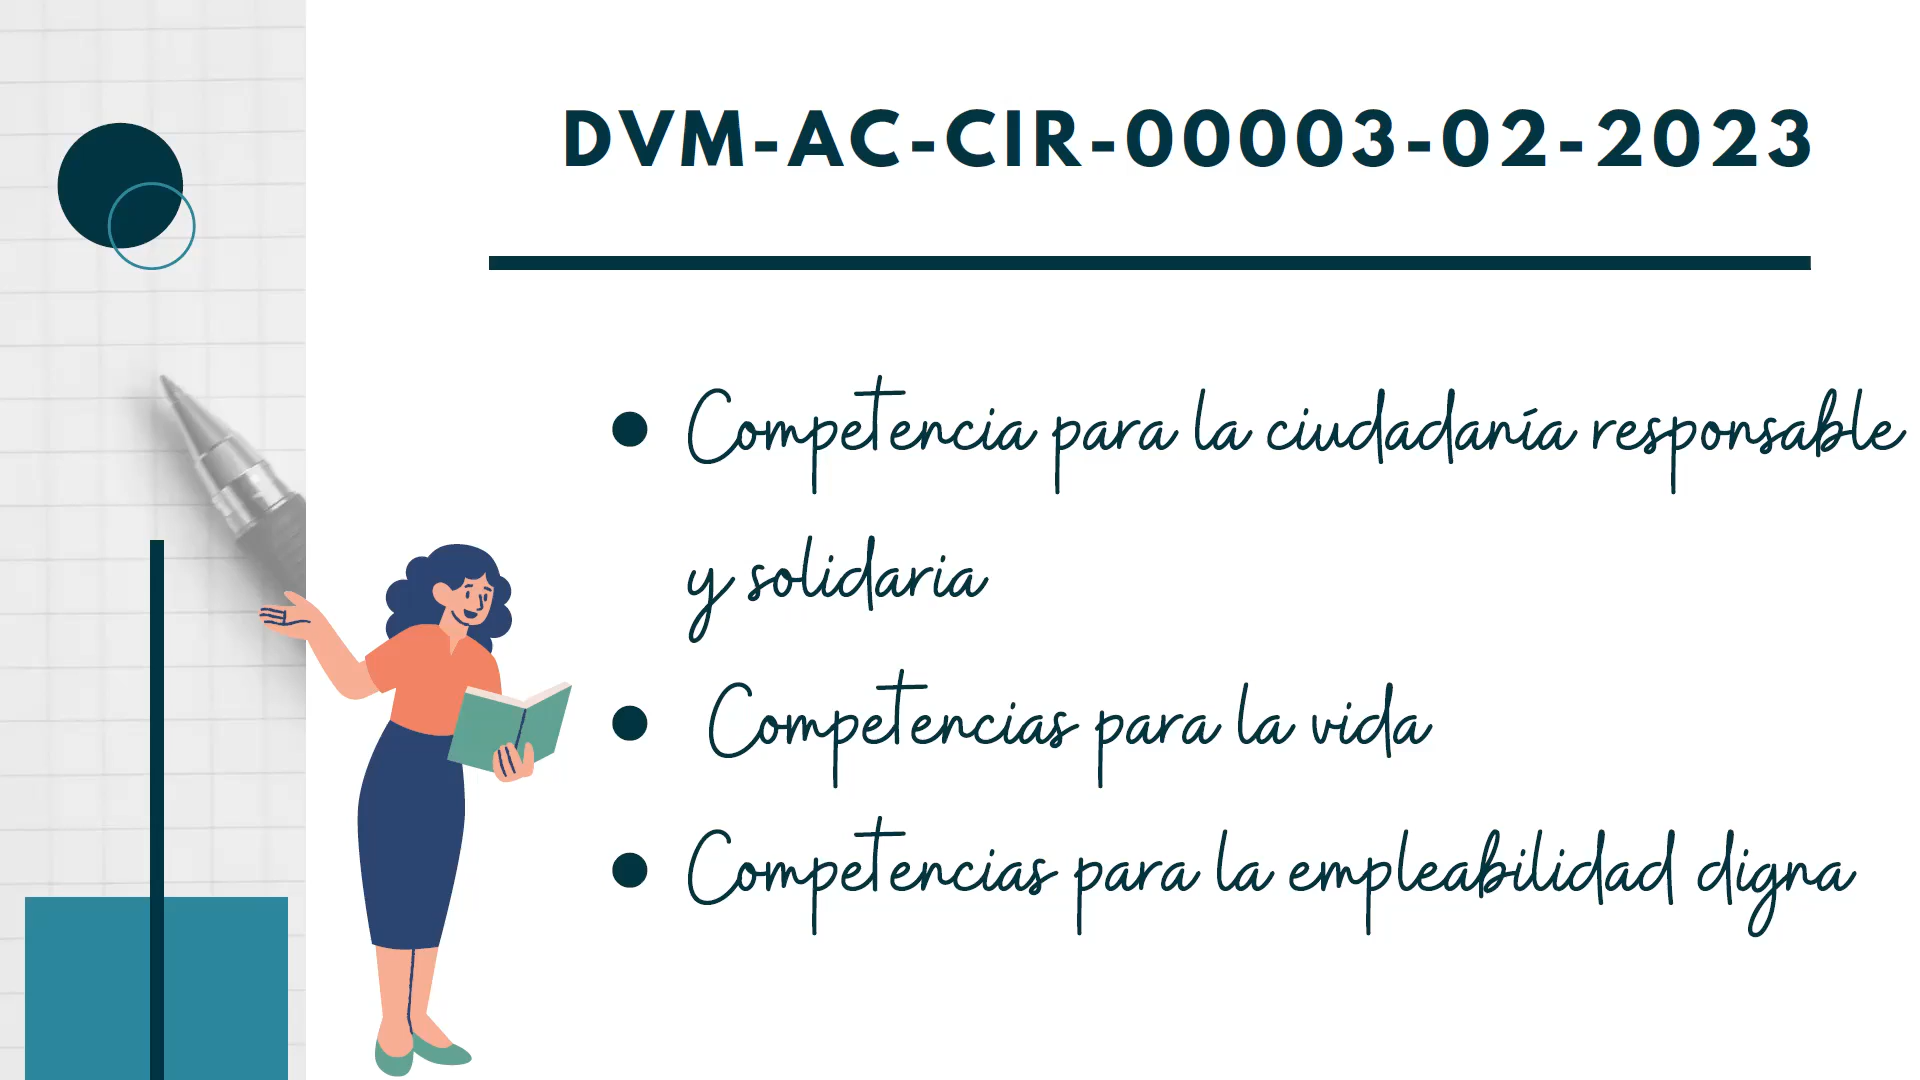 DVM-AC-CIR-00003-02-2023
Competencia para la ciudadanía responsable
y solidaria
Competencias para la vida
Competencias para la empleabilidad digna